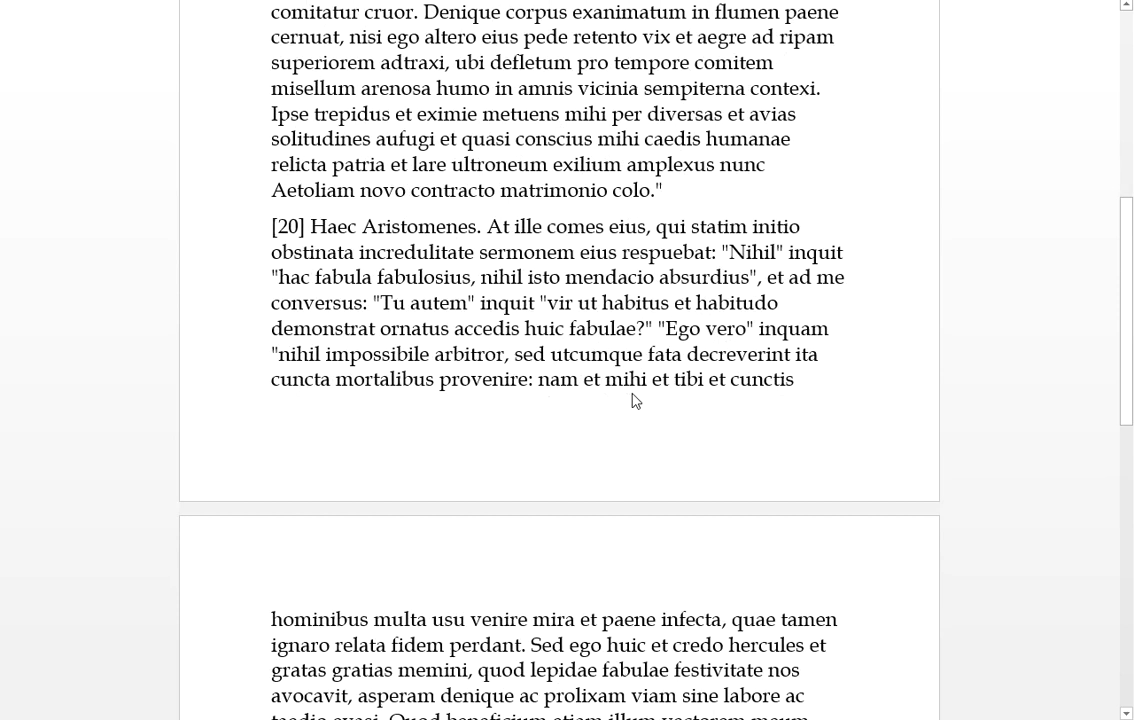 comitatur cruor. Denique corpus exanimatum in flumen paene
cernuat, nisi ego altero eius pede retento vix et aegre ad ripam
superiorem adtraxi, ubi defletum pro tempore comitem
misellum arenosa humo in amnis vicinia sempiterna contexi.
Ipse trepidus et eximie metuens mihi per diversas et avias
solitudines aufugi et quasi conscius mihi caedis humanae
relicta patria et lare ultroneum exilium amplexus nunc
Aetoliam novo contracto matrimonio colo."
[20] Haec Aristomenes. At ille comes eius, qui statim initio
obstinata incredulitate sermonem eius respuebat: "Nihil" inquit
"hac fabula fabulosius, nihil isto mendacio absurdius", et ad me
conversus: "Tu autem" inquit "vir ut habitus et habitudo
demonstrat ornatus accedis huic fabulae?" "Ego vero" inquam
"nihil impossibile arbitror, sed utcumque fata decreverint ita
cuncta mortalibus provenire: nam et mihi et tibi et cunctis
hominibus multa usu venire mira et paene infecta, quae tamen
ignaro relata fidem perdant. Sed ego huic et credo hercules et
gratas gratias memini, quod lepidae fabulae festivitate nos
avocavit, asperam denique ac prolixam viam sine labore ac
taedio evasi. Quod beneficium etiam illum vectorem meum